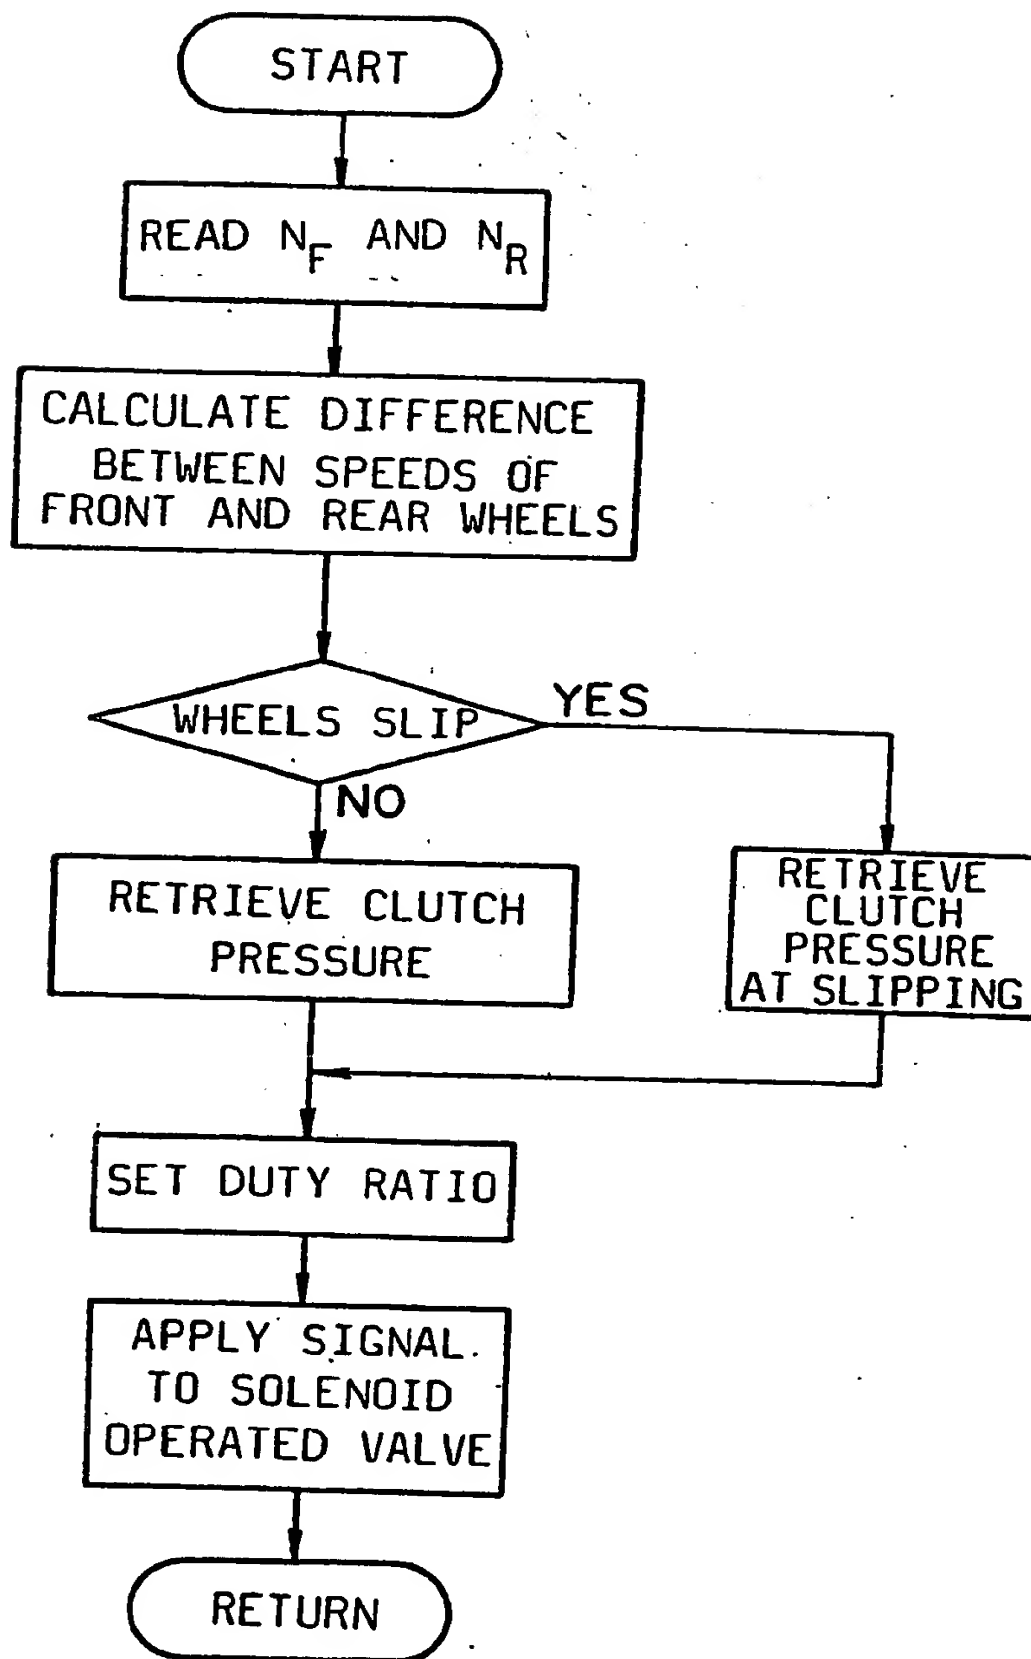 START
READ N_F AND N_R
CALCULATE DIFFERENCE
BETWEEN SPEEDS OF
FRONT AND REAR WHEELS
WHEELS SLIP
YES
NO
RETRIEVE CLUTCH
PRESSURE
RETRIEVE
CLUTCH
PRESSURE
AT SLIPPING
SET DUTY RATIO
APPLY SIGNAL
TO SOLENOID
OPERATED VALVE
RETURN